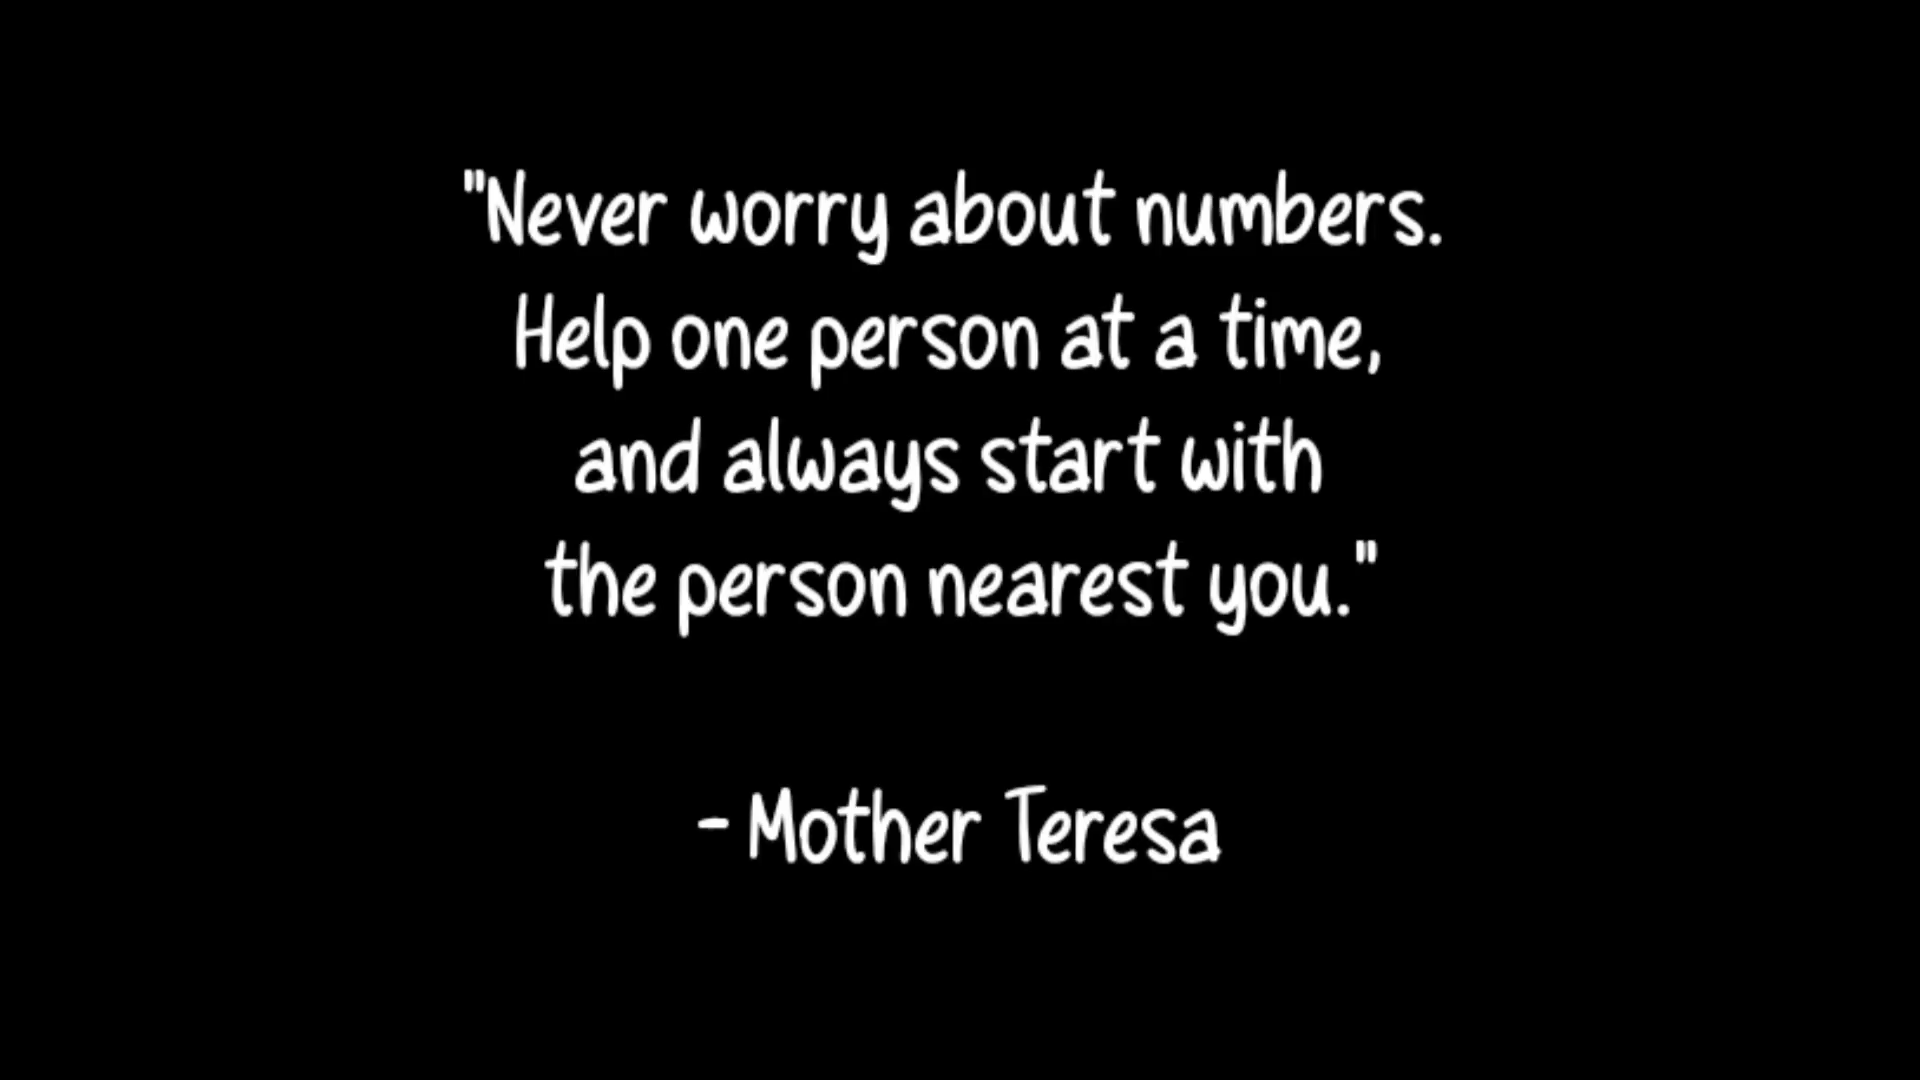 "Never worry about numbers.
Help one person at a time,
and always start with
the person nearest you."
- Mother Teresa